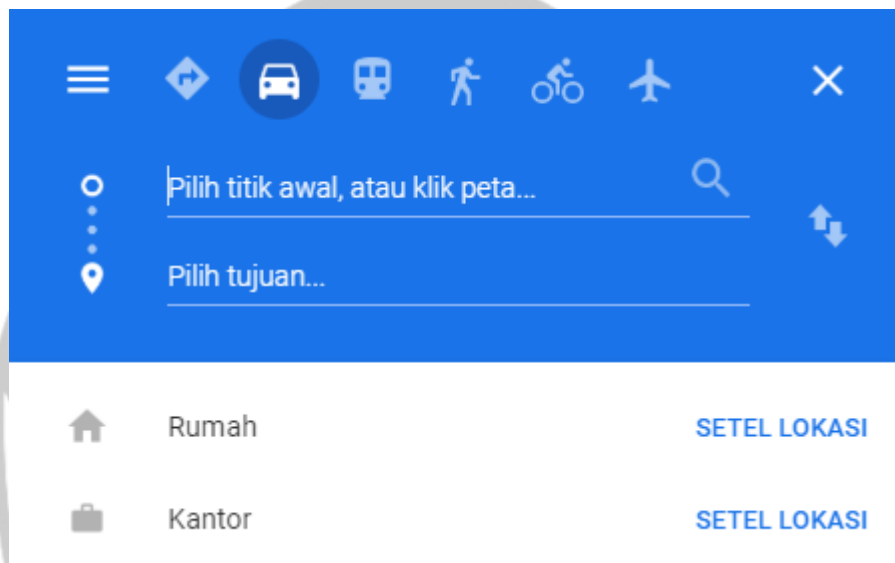 Pilih titik awal, atau klik peta...
Pilih tujuan...
Rumah SETEL LOKASI
Kantor SETEL LOKASI